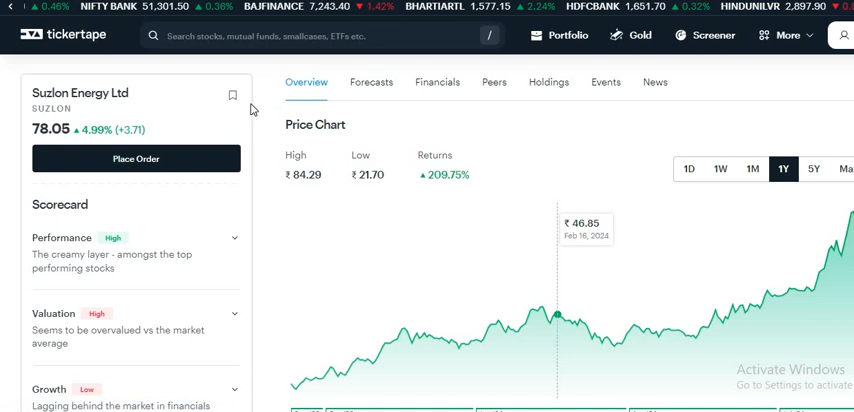 0.46% NIFTY BANK 51,301.50 ▲ 0.36% BAJFINANCE 7,243.40 ▼ 1.42% BHARTIARTL 1,577.15 ▲ 2.24% HDFCBANK 1,651.70 ▲ 0.32% HINDUNILVR 2,897.90 ▼
tickertape Search stocks, mutual funds, smallcases, ETFs etc. / Portfolio Gold Screener More
Suzlon Energy Ltd
SUZLON
78.05 ▲ 4.99% (+3.71)
Place Order
Scorecard
Performance High
The creamy layer - amongst the top
performing stocks
Valuation High
Seems to be overvalued vs the market
average
Growth Low
Lagging behind the market in financials
Overview Forecasts Financials Peers Holdings Events News
Price Chart
High Low Returns
₹ 84.29 ₹ 21.70 ▲ 209.75%
1D 1W 1M 1Y 5Y
₹ 46.85
Feb 16, 2024
Activate Windows
Go to Settings to activate